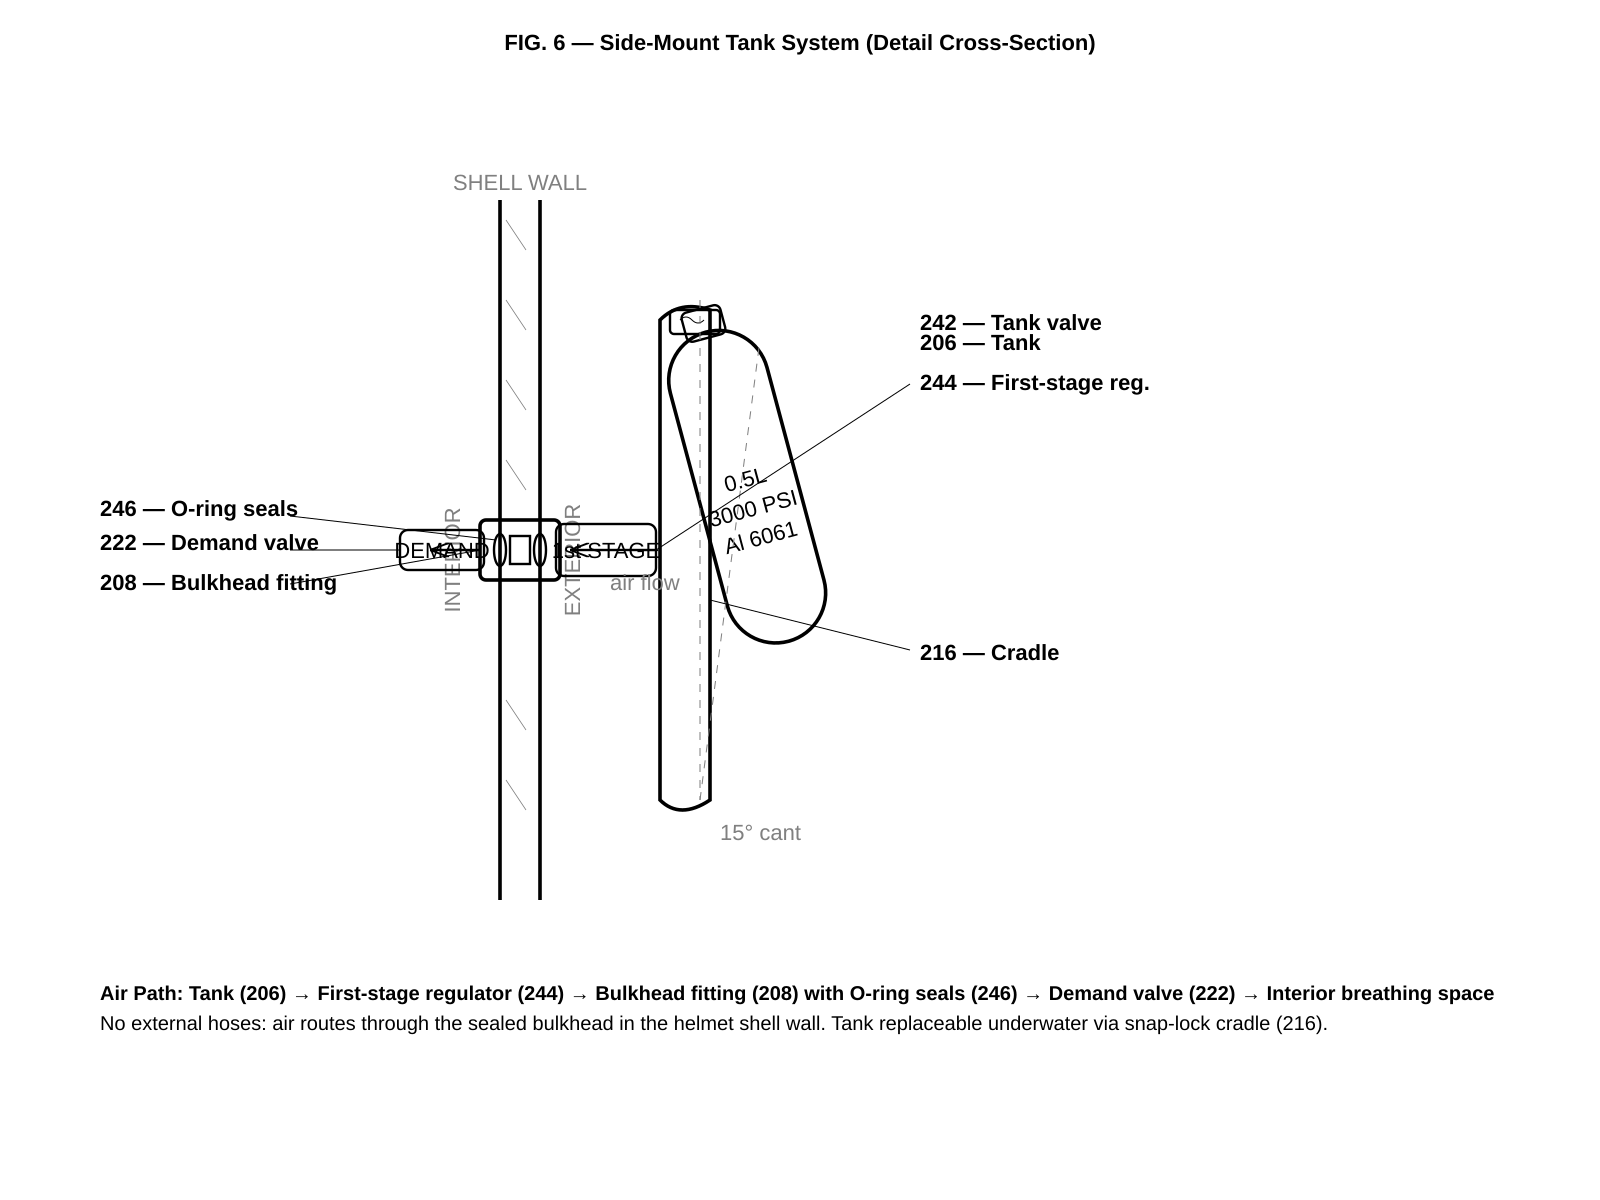 FIG. 6 — Side-Mount Tank System (Detail Cross-Section)
SHELL WALL
242 — Tank valve
206 — Tank
244 — First-stage reg.
0.5L
3000 PSI
Al 6061
246 — O-ring seals
222 — Demand valve
208 — Bulkhead fitting
INTERIOR
DEMAND
EXTERIOR
1st STAGE
air flow
216 — Cradle
15° cant
Air Path: Tank (206) → First-stage regulator (244) → Bulkhead fitting (208) with O-ring seals (246) → Demand valve (222) → Interior breathing space
No external hoses: air routes through the sealed bulkhead in the helmet shell wall. Tank replaceable underwater via snap-lock cradle (216).